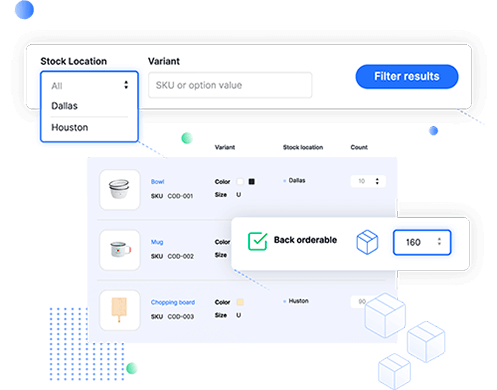 Stock Location
Variant
All
SKU or option value
Filter results
Dallas
Houston
Variant
Stock location
Count
Bowl
Color
Dallas
10
SKU COD-001
Size U
Back orderable
160
Mug
Color
SKU COD-002
Size U
Chopping board
Color
Huston
90
SKU COD-003
Size U